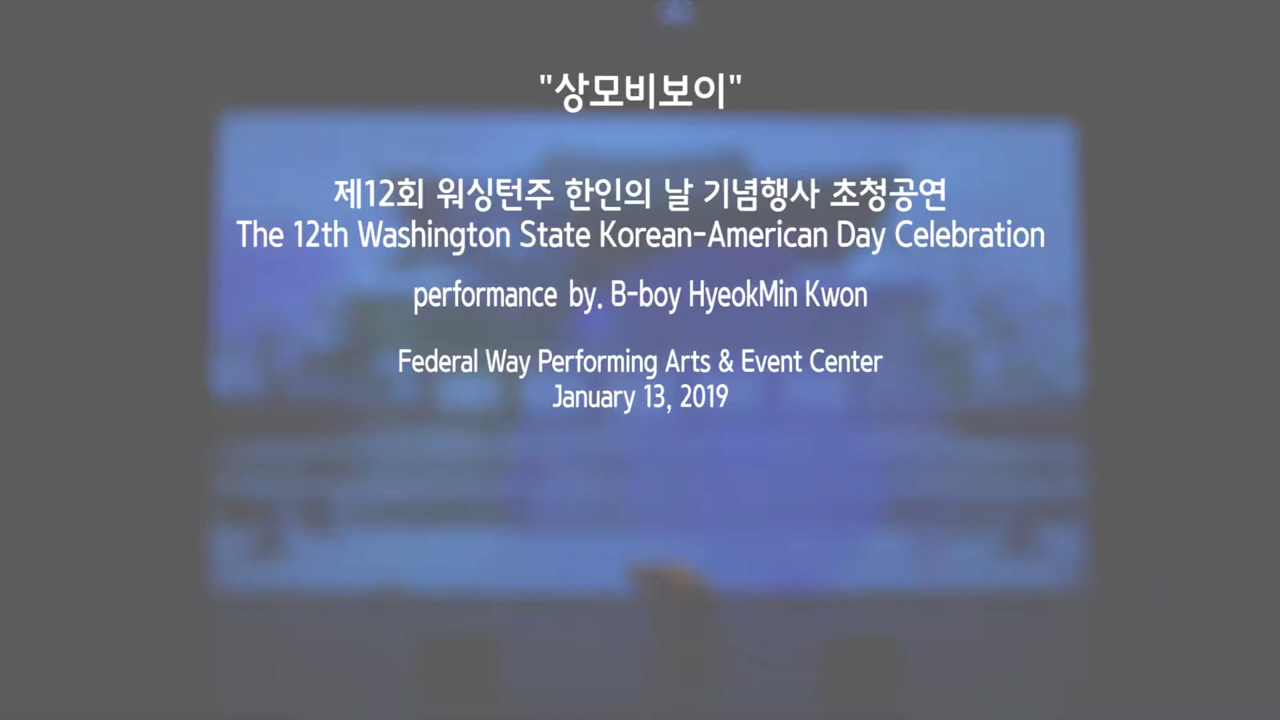 "상모비보이"
제12회 워싱턴주 한인의 날 기념행사 초청공연
The 12th Washington State Korean-American Day Celebration
performance by. B-boy HyeokMin Kwon
Federal Way Performing Arts & Event Center
January 13, 2019